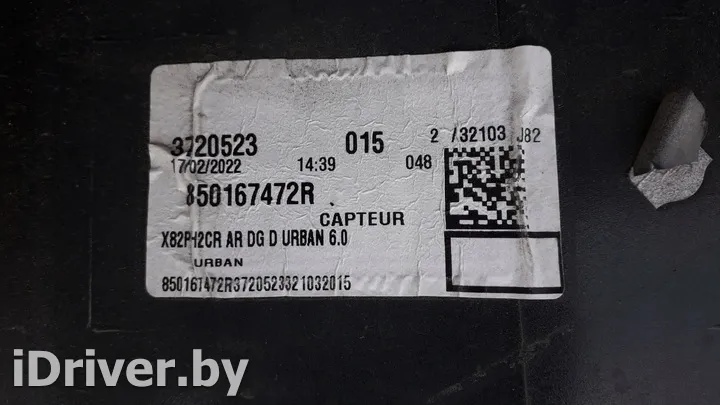 3720523 015 2 /32103 J82
17/02/2022 14:39 048
850167472R
CAPTEUR
X82PH2CR AR DG D URBAN 6.0
URBAN
850167472R3720523321032015
iDriver.by